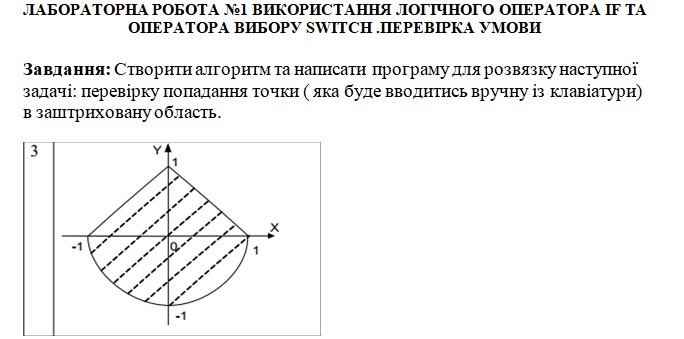 ЛАБОРАТОРНА РОБОТА №1 ВИКОРИСТАННЯ ЛОГІЧНОГО ОПЕРАТОРА IF ТА
ОПЕРАТОРА ВИБОРУ SWITCH .ПЕРЕВІРКА УМОВИ
Завдання: Створити алгоритм та написати програму для розвязку наступної
задачі: перевірку попадання точки ( яка буде вводитись вручну із клавіатури)
в заштриховану область.
3
Y
1
X
-1
0
1
-1